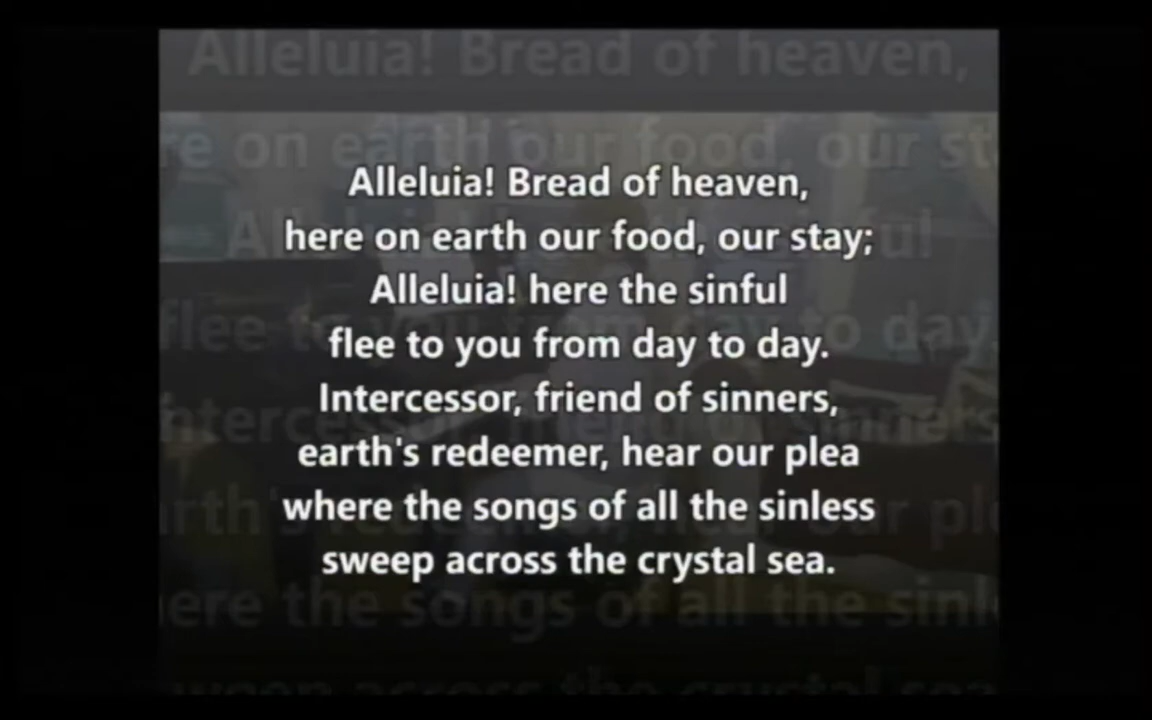 Alleluia! Bread of heaven,
here on earth our food, our stay;
Alleluia! here the sinful
flee to you from day to day.
Intercessor, friend of sinners,
earth's redeemer, hear our plea
where the songs of all the sinless
sweep across the crystal sea.